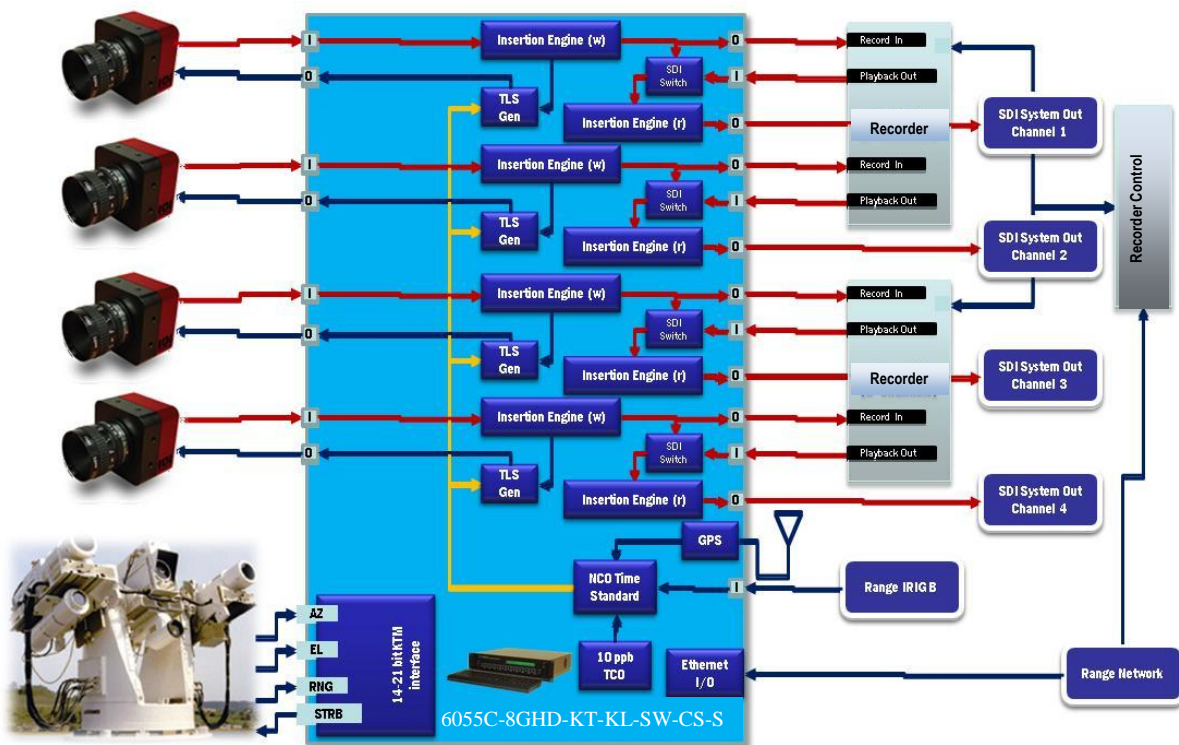 I
Insertion Engine (w)
O
Record In
O
SDI
Switch
I
Playback Out
TLS
Gen
Insertion Engine (r)
O
Recorder
SDI System Out
Channel 1
I
Insertion Engine (w)
O
Record In
O
SDI
Switch
I
Playback Out
TLS
Gen
Insertion Engine (r)
O
SDI System Out
Channel 2
Recorder Control
I
Insertion Engine (w)
O
Record In
O
SDI
Switch
I
Playback Out
TLS
Gen
Insertion Engine (r)
O
Recorder
SDI System Out
Channel 3
I
Insertion Engine (w)
O
Record In
O
SDI
Switch
I
Playback Out
TLS
Gen
Insertion Engine (r)
O
SDI System Out
Channel 4
GPS
NCO Time
Standard
I
Range IRIG B
AZ
EL
RNG
STRB
14-21 bitKTM
interface
10 ppb
TCO
Ethernet
I/O
Range Network
6055C-8GHD-KT-KL-SW-CS-S